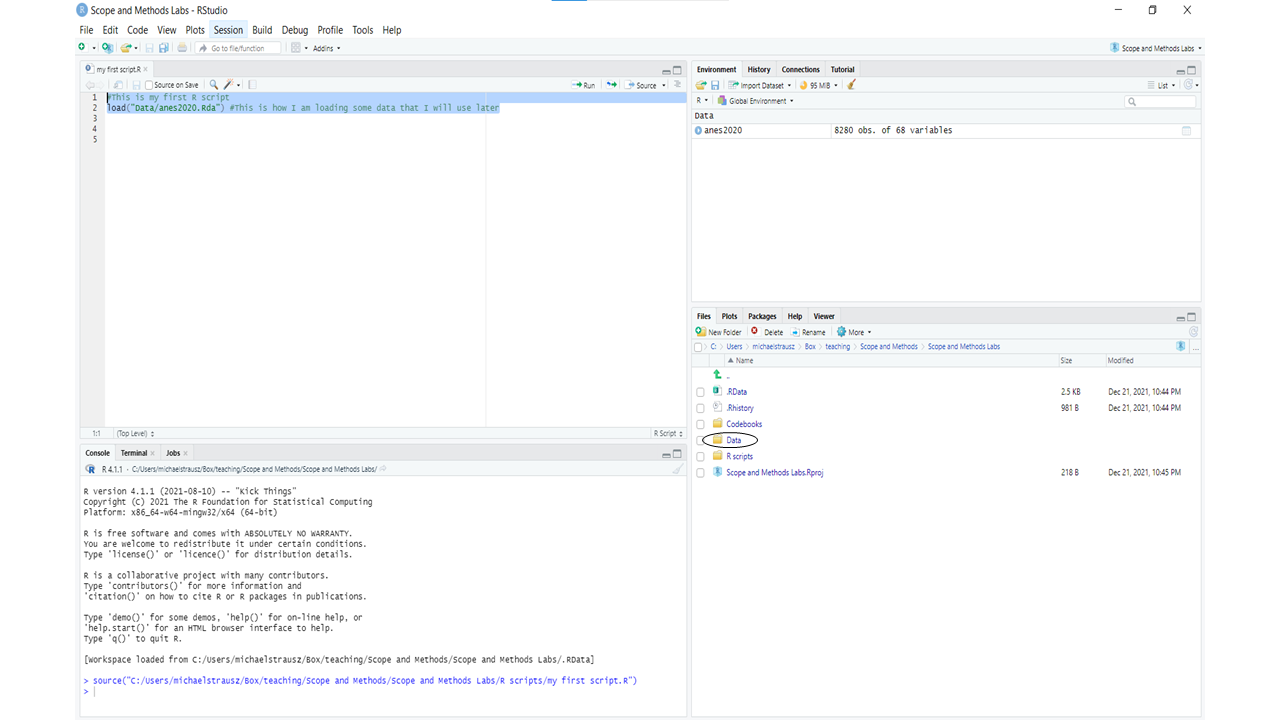 Scope and Methods Labs - RStudio
File Edit Code View Plots Session Build Debug Profile Tools Help
Go to file/function Addins Scope and Methods Labs
my first script.R
Source on Save Run Source
1 #This is my first R script
2 load("Data/anes2020.Rda") #This is how I am loading some data that I will use later
3
4
5
1:1 (Top Level) R Script
Console Terminal Jobs
R 4.1.1 · C:/Users/michaelstrausz/Box/teaching/Scope and Methods/Scope and Methods Labs/
R version 4.1.1 (2021-08-10) -- "Kick Things"
Copyright (C) 2021 The R Foundation for Statistical Computing
Platform: x86_64-w64-mingw32/x64 (64-bit)
R is free software and comes with ABSOLUTELY NO WARRANTY.
You are welcome to redistribute it under certain conditions.
Type 'license()' or 'licence()' for distribution details.
R is a collaborative project with many contributors.
Type 'contributors()' for more information and
'citation()' on how to cite R or R packages in publications.
Type 'demo()' for some demos, 'help()' for on-line help, or
'help.start()' for an HTML browser interface to help.
Type 'q()' to quit R.
[Workspace loaded from C:/Users/michaelstrausz/Box/teaching/Scope and Methods/Scope and Methods Labs/.RData]
> source("C:/Users/michaelstrausz/Box/teaching/Scope and Methods/Scope and Methods Labs/R scripts/my first script.R")
>
Environment History Connections Tutorial
Import Dataset 95 MiB List
R Global Environment
Data
anes2020 8280 obs. of 68 variables
Files Plots Packages Help Viewer
New Folder Delete Rename More
C: Users michaelstrausz Box teaching Scope and Methods Scope and Methods Labs ...
Name Size Modified
..
.RData 2.5 KB Dec 21, 2021, 10:44 PM
.Rhistory 981 B Dec 21, 2021, 10:44 PM
Codebooks
Data
R scripts
Scope and Methods Labs.Rproj 218 B Dec 21, 2021, 10:45 PM